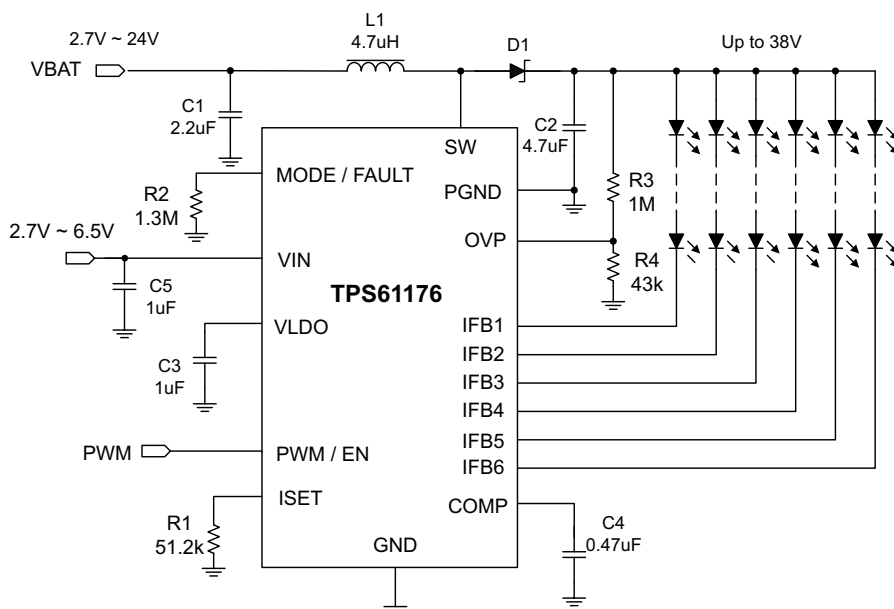 L1
4.7uH
D1
Up to 38V
2.7V ~ 24V
VBAT
C1
2.2uF
SW
C2
4.7uF
MODE / FAULT
PGND
R2
1.3M
R3
1M
2.7V ~ 6.5V
VIN
OVP
R4
43k
C5
1uF
TPS61176
VLDO
IFB1
IFB2
C3
1uF
IFB3
IFB4
IFB5
PWM
PWM / EN
IFB6
ISET
COMP
R1
51.2k
C4
0.47uF
GND